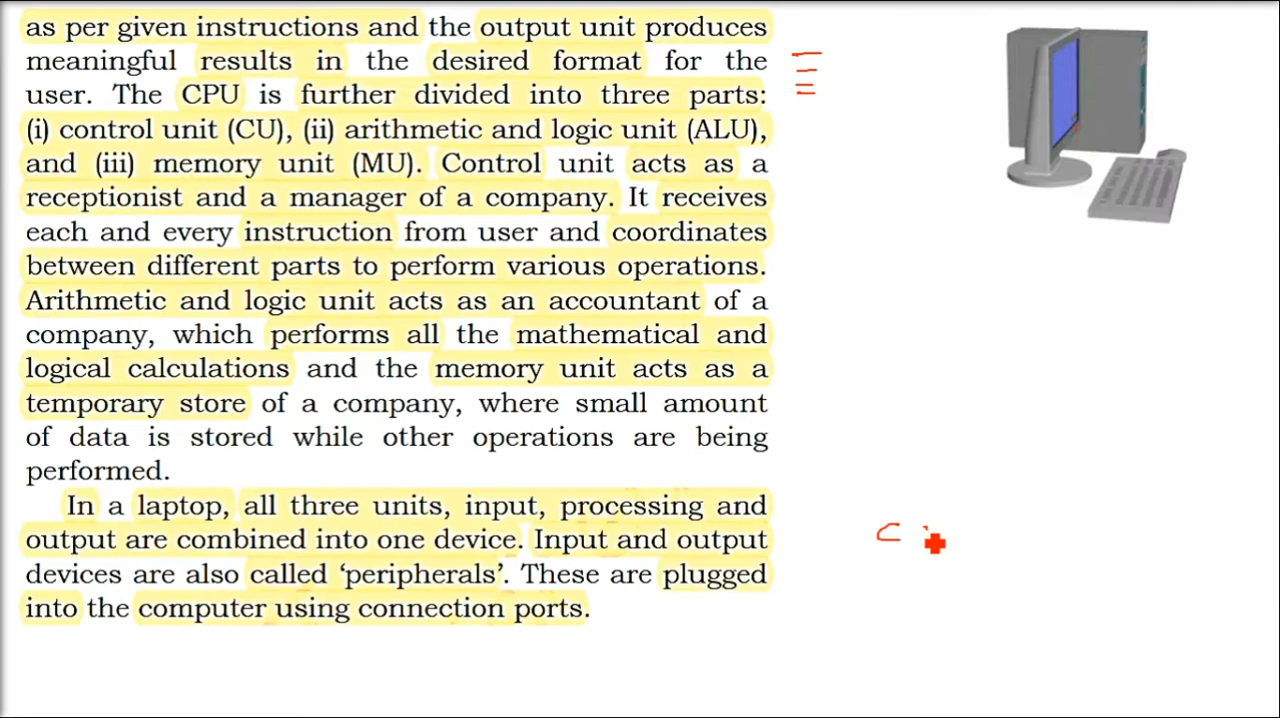 as per given instructions and the output unit produces
meaningful results in the desired format for the
user. The CPU is further divided into three parts:
(i) control unit (CU), (ii) arithmetic and logic unit (ALU),
and (iii) memory unit (MU). Control unit acts as a
receptionist and a manager of a company. It receives
each and every instruction from user and coordinates
between different parts to perform various operations.
Arithmetic and logic unit acts as an accountant of a
company, which performs all the mathematical and
logical calculations and the memory unit acts as a
temporary store of a company, where small amount
of data is stored while other operations are being
performed.
In a laptop, all three units, input, processing and
output are combined into one device. Input and output
devices are also called ‘peripherals’. These are plugged
into the computer using connection ports.